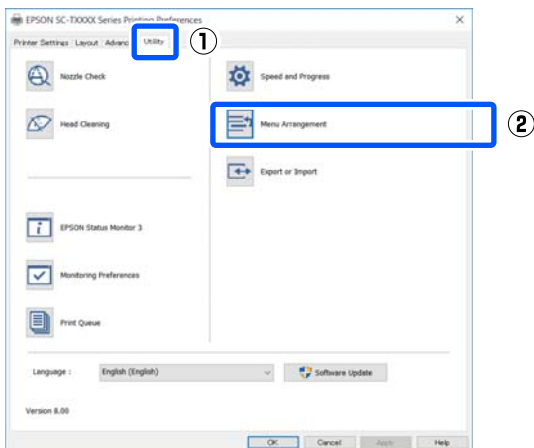 EPSON SC-TXXXX Series Printing Preferences
Printer Settings Layout Advanc Utility ①
Nozzle Check
Speed and Progress
Head Cleaning
Menu Arrangement ②
Export or Import
EPSON Status Monitor 3
Monitoring Preferences
Print Queue
Language : English (English) Software Update
Version 8.00
OK Cancel Apply Help